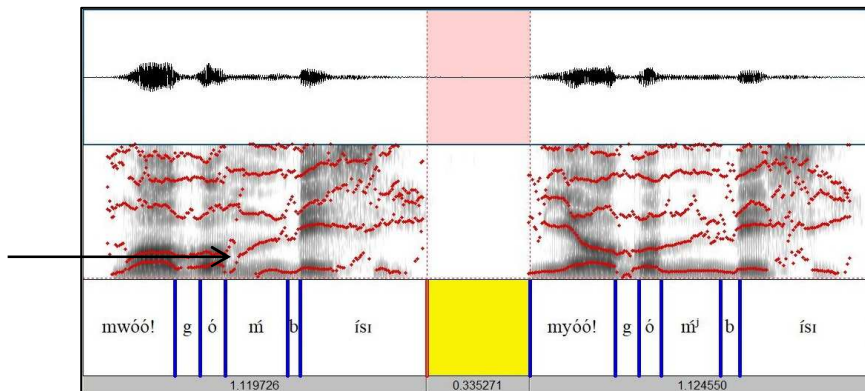 mwóó! g ó ḿ b ísɪ myóó! g ó ḿʲ b ísɪ
1.119726 0.335271 1.124550